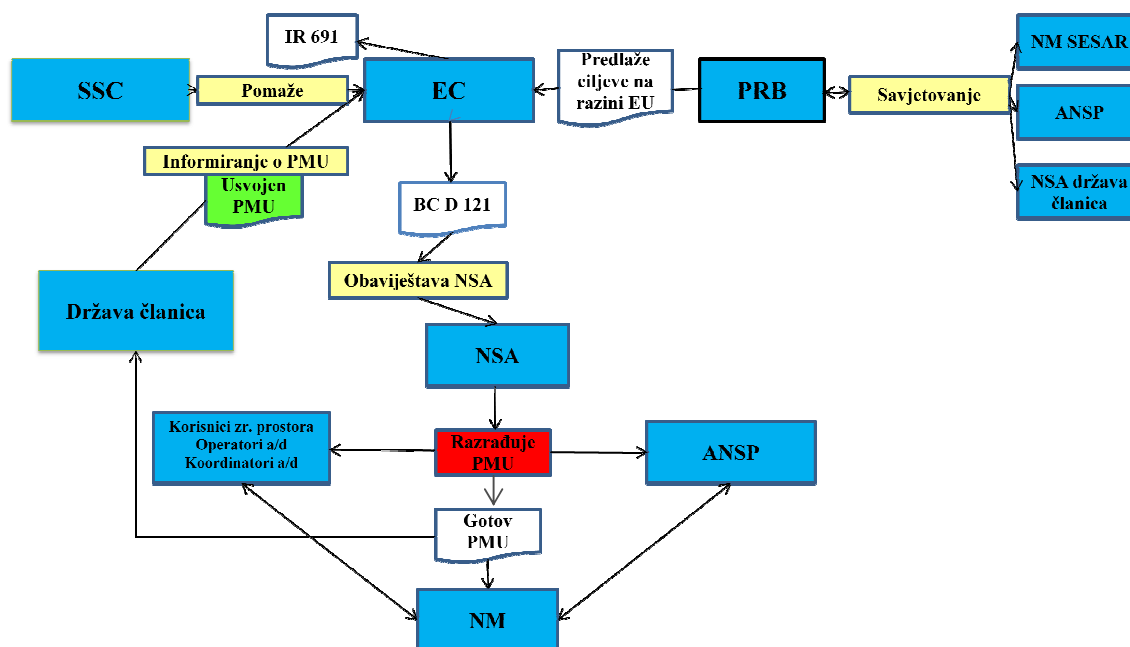 IR 691
SSC
Pomaže
EC
Predlaže
ciljeve na
razini EU
PRB
Savjetovanje
NM SESAR
ANSP
NSA država
članica
Informiranje o PMU
Usvojen
PMU
BC D 121
Obaviještava NSA
Država članica
NSA
Korisnici zr. prostora
Operatori a/d
Koordinatori a/d
Razrađuje
PMU
ANSP
Gotov
PMU
NM